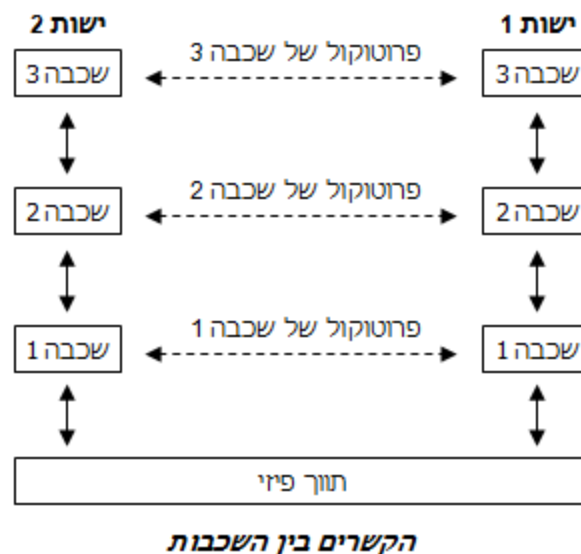 ישות 1 ישות 2
שכבה 3 פרוטוקול של שכבה 3 שכבה 3
שכבה 2 פרוטוקול של שכבה 2 שכבה 2
שכבה 1 פרוטוקול של שכבה 1 שכבה 1
תווך פיזי
הקשרים בין השכבות